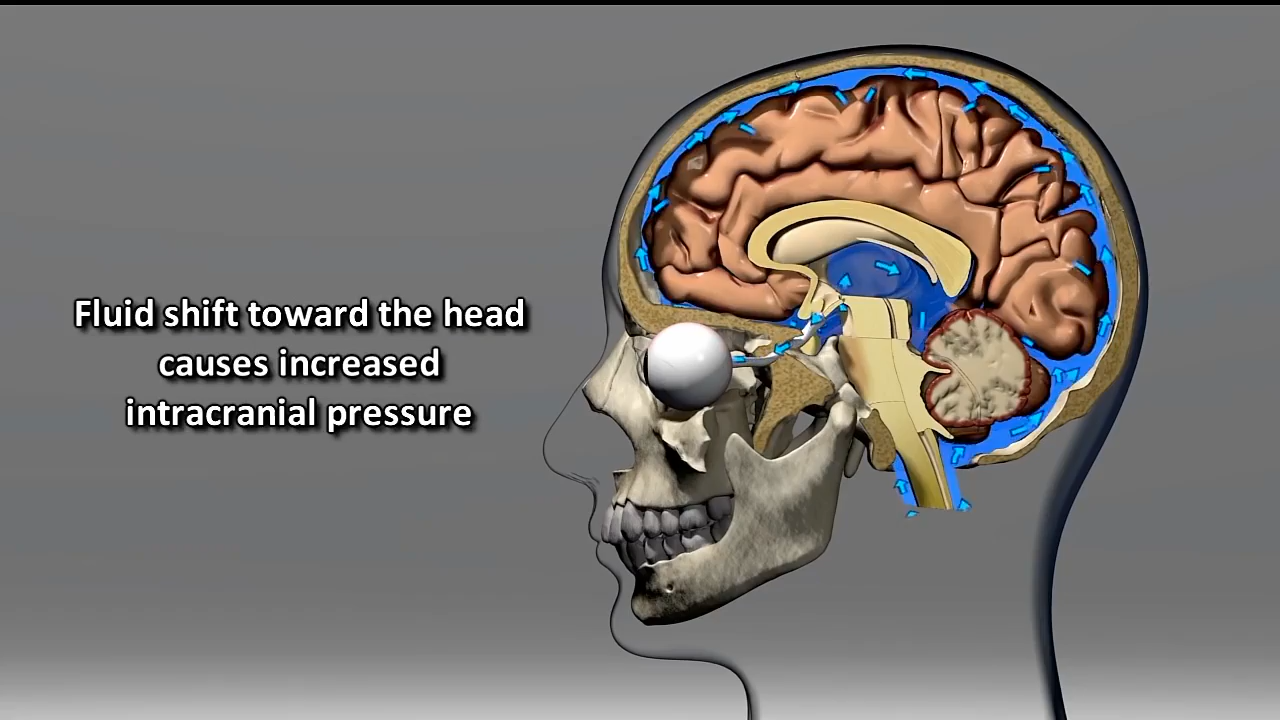 Fluid shift toward the head
causes increased
intracranial pressure